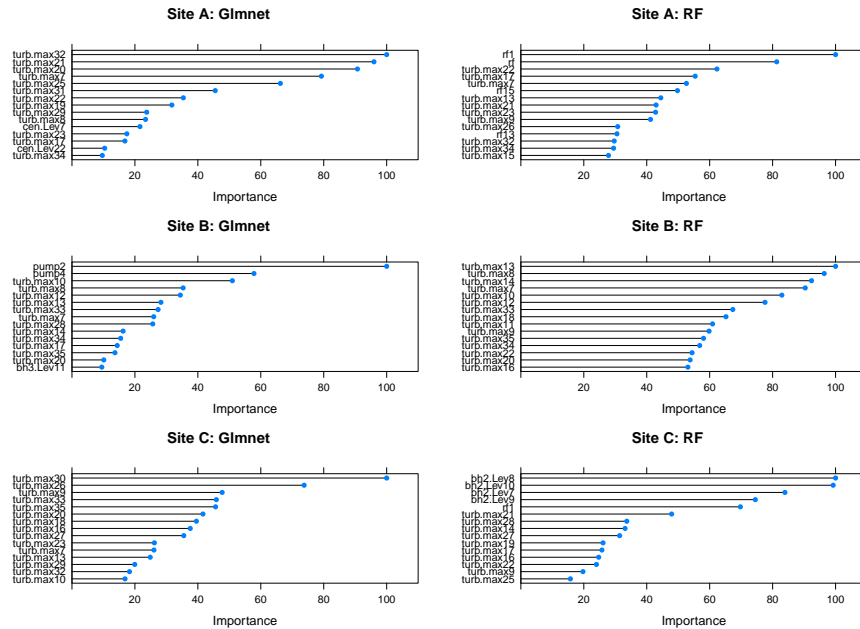 Site A: Glmnet
turb.max32
turb.max21
turb.max20
turb.max7
turb.max25
turb.max31
turb.max22
turb.max19
turb.max29
turb.max8
cen.Lev7
turb.max23
turb.max17
cen.Lev22
turb.max34
20 40 60 80 100
Importance
Site A: RF
rf1
rf
turb.max22
turb.max17
turb.max7
rf15
turb.max13
turb.max21
turb.max23
turb.max9
turb.max26
rf13
turb.max32
turb.max34
turb.max15
20 40 60 80 100
Importance
Site B: Glmnet
pump2
pump4
turb.max10
turb.max8
turb.max12
turb.max13
turb.max33
turb.max7
turb.max28
turb.max14
turb.max34
turb.max17
turb.max35
turb.max20
bh3.Lev11
20 40 60 80 100
Importance
Site B: RF
turb.max13
turb.max8
turb.max14
turb.max7
turb.max10
turb.max12
turb.max33
turb.max18
turb.max11
turb.max9
turb.max35
turb.max34
turb.max22
turb.max20
turb.max16
20 40 60 80 100
Importance
Site C: Glmnet
turb.max30
turb.max26
turb.max9
turb.max33
turb.max35
turb.max20
turb.max18
turb.max16
turb.max27
turb.max23
turb.max7
turb.max13
turb.max29
turb.max32
turb.max10
20 40 60 80 100
Importance
Site C: RF
bh2.Lev8
bh2.Lev10
bh2.Lev7
bh2.Lev9
rf1
turb.max21
turb.max28
turb.max14
turb.max27
turb.max19
turb.max17
turb.max16
turb.max22
turb.max9
turb.max25
20 40 60 80 100
Importance